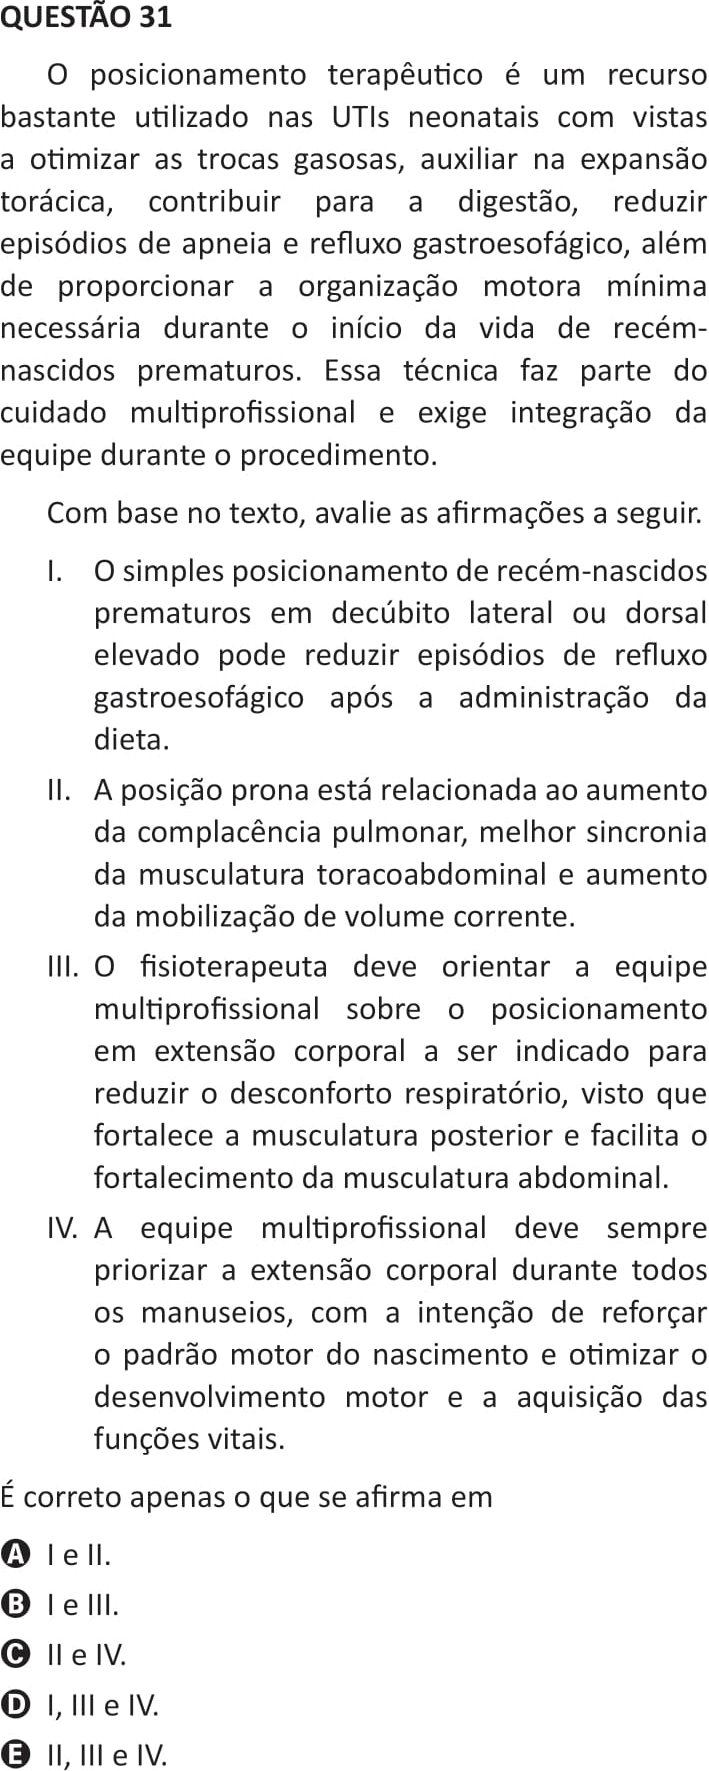 QUESTÃO 31
O posicionamento terapêutico é um recurso
bastante utilizado nas UTIs neonatais com vistas
a otimizar as trocas gasosas, auxiliar na expansão
torácica, contribuir para a digestão, reduzir
episódios de apneia e refluxo gastroesofágico, além
de proporcionar a organização motora mínima
necessária durante o início da vida de recém-
nascidos prematuros. Essa técnica faz parte do
cuidado multiprofissional e exige integração da
equipe durante o procedimento.
Com base no texto, avalie as afirmações a seguir.
I. O simples posicionamento de recém-nascidos
prematuros em decúbito lateral ou dorsal
elevado pode reduzir episódios de refluxo
gastroesofágico após a administração da
dieta.
II. A posição prona está relacionada ao aumento
da complacência pulmonar, melhor sincronia
da musculatura toracoabdominal e aumento
da mobilização de volume corrente.
III. O fisioterapeuta deve orientar a equipe
multiprofissional sobre o posicionamento
em extensão corporal a ser indicado para
reduzir o desconforto respiratório, visto que
fortalece a musculatura posterior e facilita o
fortalecimento da musculatura abdominal.
IV. A equipe multiprofissional deve sempre
priorizar a extensão corporal durante todos
os manuseios, com a intenção de reforçar
o padrão motor do nascimento e otimizar o
desenvolvimento motor e a aquisição das
funções vitais.
É correto apenas o que se afirma em
A I e II.
B I e III.
C II e IV.
D I, III e IV.
E II, III e IV.